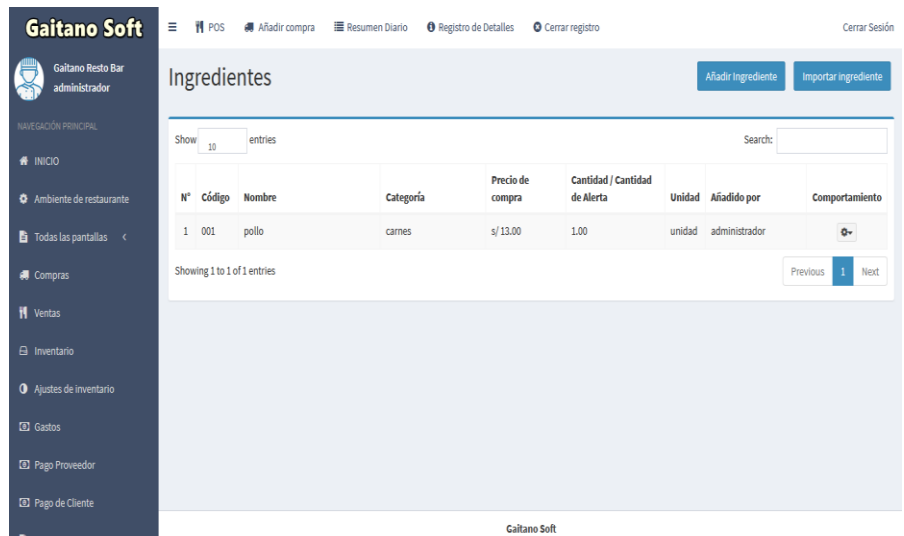 Gaitano Soft
POS Añadir compra Resumen Diario Registro de Detalles Cerrar registro Cerrar Sesión
Gaitano Resto Bar
administrador
NAVEGACIÓN PRINCIPAL
INICIO
Ambiente de restaurante
Todas las pantallas
Compras
Ventas
Inventario
Ajustes de inventario
Gastos
Pago Proveedor
Pago de Cliente
Ingredientes
Añadir Ingrediente Importar ingrediente
Show 10 entries Search:
N° Código Nombre Categoría Precio de compra Cantidad / Cantidad de Alerta Unidad Añadido por Comportamiento
1 001 pollo carnes s/ 13.00 1.00 unidad administrador
Showing 1 to 1 of 1 entries
Previous 1 Next
Gaitano Soft